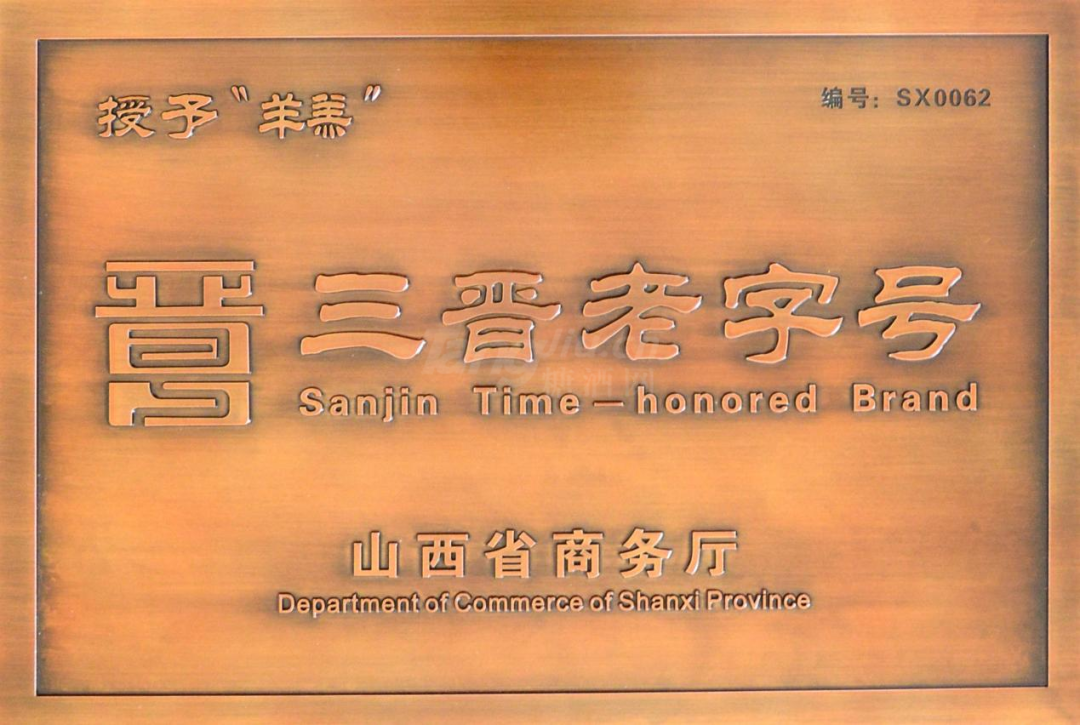 授予“羊羔”
编号：SX0062
晋 三晋老字号
Sanjin Time-honored Brand
山西省商务厅
Department of Commerce of Shanxi Province